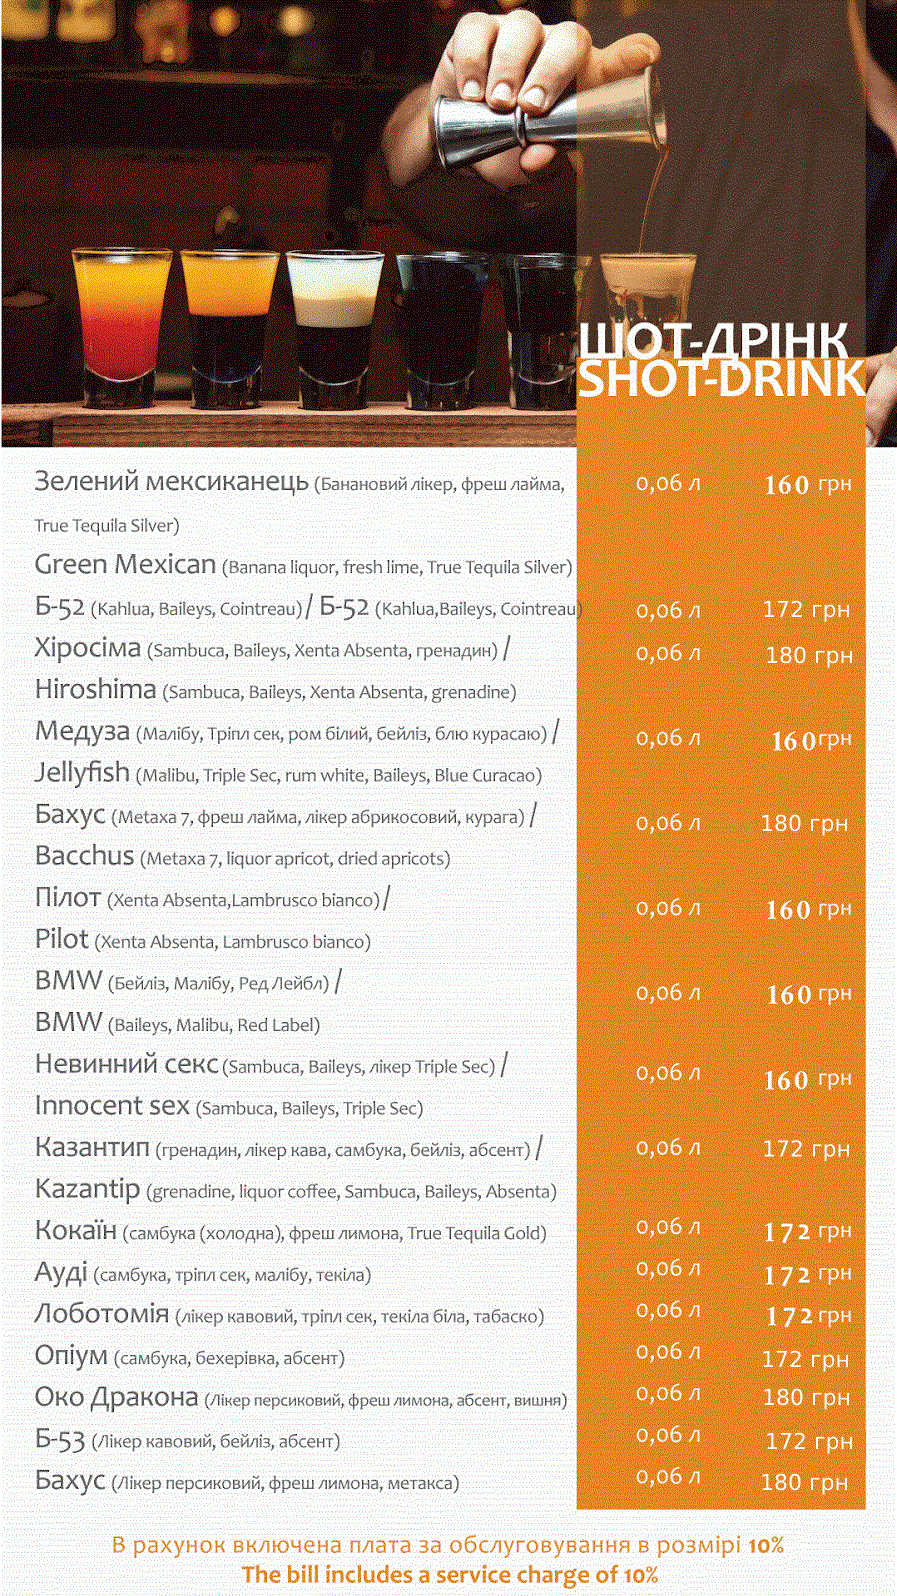 ШОТ-ДРІНК
SHOT-DRINK
Зелений мексиканець (Банановий лікер, фреш лайма, 0,06 л 160 грн
True Tequila Silver)
Green Mexican (Banana liquor, fresh lime, True Tequila Silver)
Б-52 (Kahlua, Baileys, Cointreau)/ Б-52 (Kahlua,Baileys, Cointreau) 0,06 л 172 грн
Хіросіма (Sambuca, Baileys, Xenta Absenta, гренадин) / 0,06 л 180 грн
Hiroshima (Sambuca, Baileys, Xenta Absenta, grenadine)
Медуза (Малібу, Тріпл сек, ром білий, бейліз, блю курасаю) / 0,06 л 160грн
Jellyfish (Malibu, Triple Sec, rum white, Baileys, Blue Curacao)
Бахус (Metaxa 7, фреш лайма, лікер абрикосовий, курага) / 0,06 л 180 грн
Bacchus (Metaxa 7, liquor apricot, dried apricots)
Пілот (Xenta Absenta,Lambrusco bianco)/ 0,06 л 160 грн
Pilot (Xenta Absenta, Lambrusco bianco)
BMW (Бейліз, Малібу, Ред Лейбл) / 0,06 л 160 грн
BMW (Baileys, Malibu, Red Label)
Невинний секс (Sambuca, Baileys, лікер Triple Sec) / 0,06 л 160 грн
Innocent sex (Sambuca, Baileys, Triple Sec)
Казантип (гренадин, лікер кава, самбука, бейліз, абсент) / 0,06 л 172 грн
Kazantip (grenadine, liquor coffee, Sambuca, Baileys, Absenta)
Кокаїн (самбука (холодна), фреш лимона, True Tequila Gold) 0,06 л 172 грн
Ауді (самбука, тріпл сек, малібу, текіла) 0,06 л 172 грн
Лоботомія (лікер кавовий, тріпл сек, текіла біла, табаско) 0,06 л 172 грн
Опіум (самбука, бехерівка, абсент) 0,06 л 172 грн
Око Дракона (Лікер персиковий, фреш лимона, абсент, вишня) 0,06 л 180 грн
Б-53 (Лікер кавовий, бейліз, абсент) 0,06 л 172 грн
Бахус (Лікер персиковий, фреш лимона, метакса) 0,06 л 180 грн
В рахунок включена плата за обслуговування в розмірі 10%
The bill includes a service charge of 10%